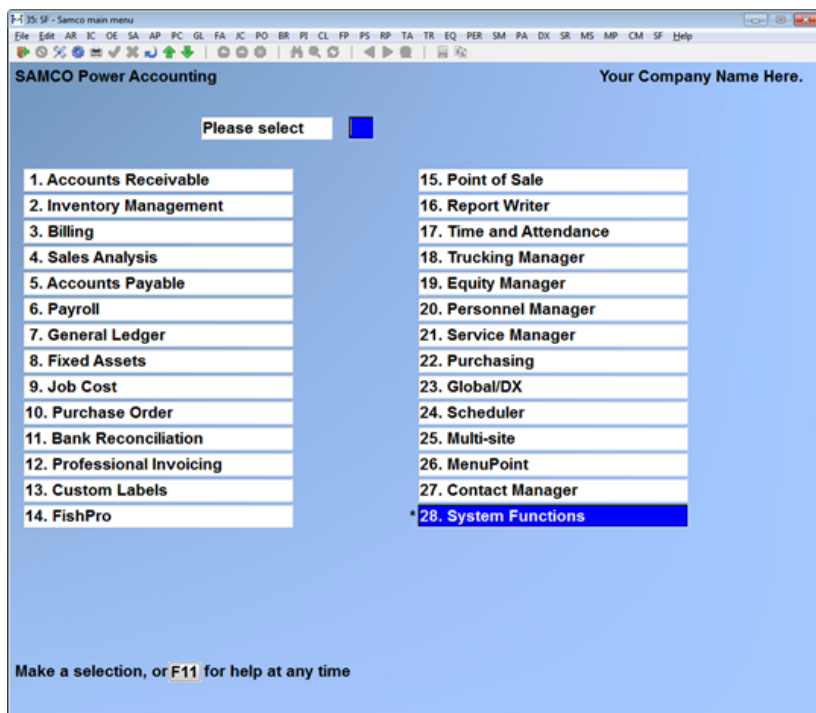 35: SF - Samco main menu
File Edit AR IC OE SA AP PC GL FA JC PO BR PI CL FP PS RP TA TR EQ PER SM PA DX SR MS MP CM SF Help
SAMCO Power Accounting
Your Company Name Here.
Please select
1. Accounts Receivable
2. Inventory Management
3. Billing
4. Sales Analysis
5. Accounts Payable
6. Payroll
7. General Ledger
8. Fixed Assets
9. Job Cost
10. Purchase Order
11. Bank Reconciliation
12. Professional Invoicing
13. Custom Labels
14. FishPro
15. Point of Sale
16. Report Writer
17. Time and Attendance
18. Trucking Manager
19. Equity Manager
20. Personnel Manager
21. Service Manager
22. Purchasing
23. Global/DX
24. Scheduler
25. Multi-site
26. MenuPoint
27. Contact Manager
* 28. System Functions
Make a selection, or F11 for help at any time